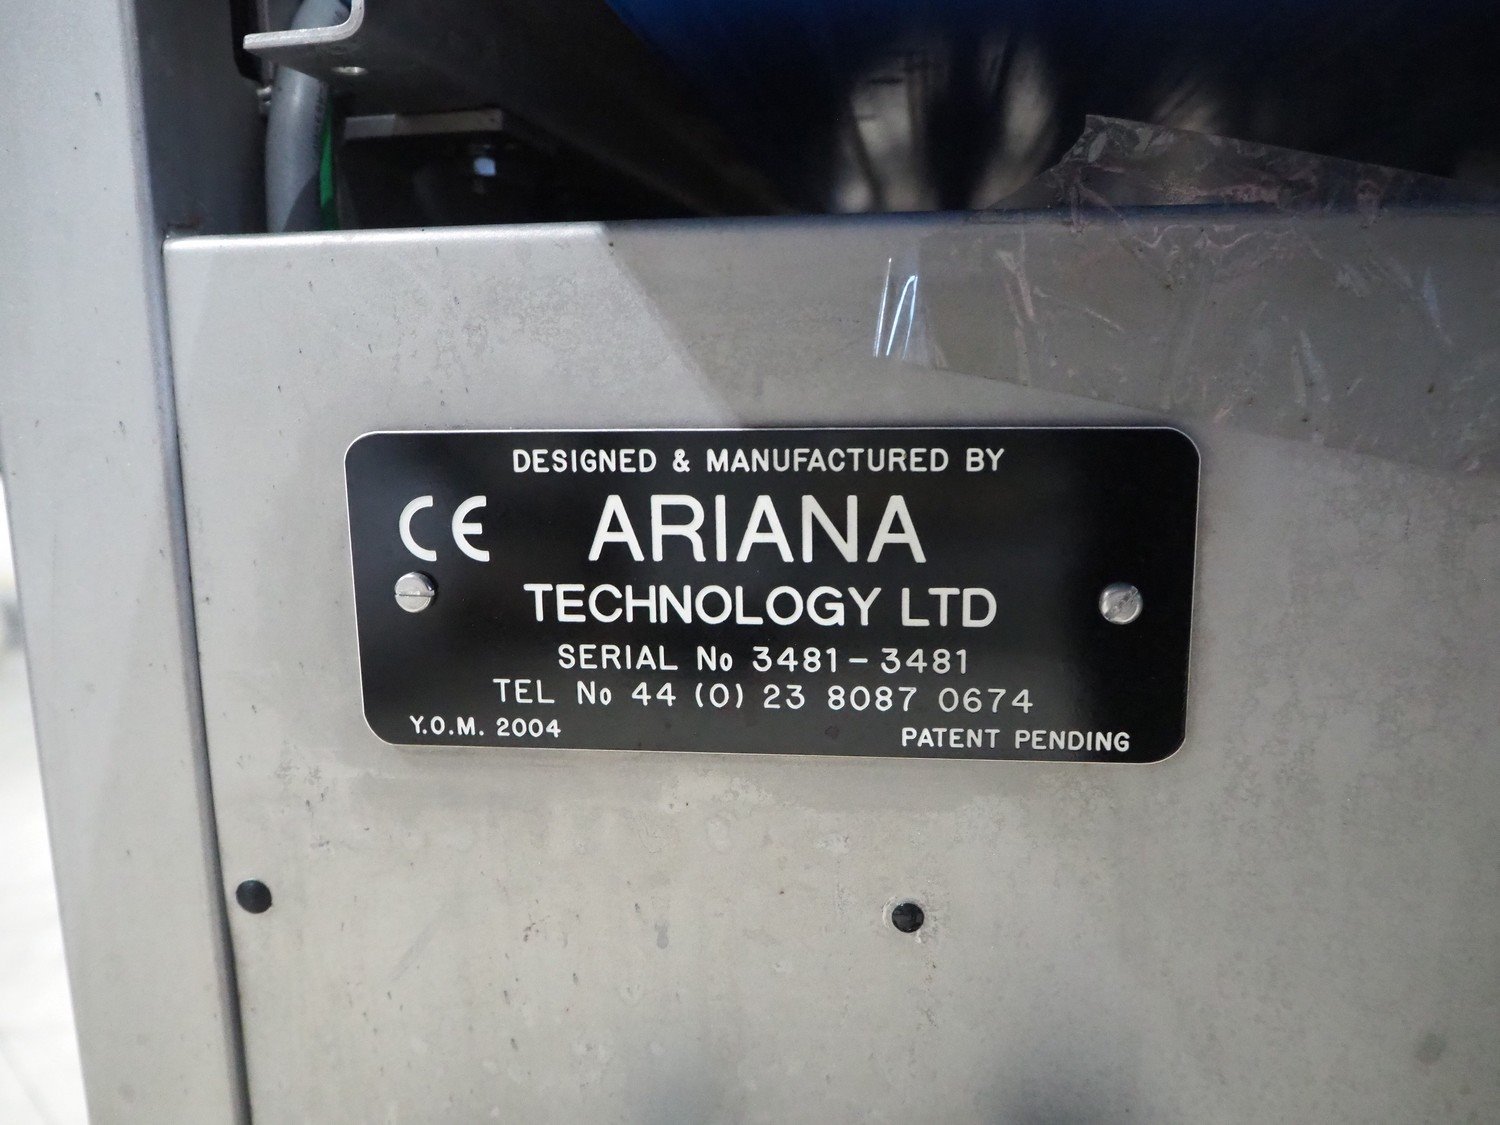 DESIGNED & MANUFACTURED BY
CE ARIANA
TECHNOLOGY LTD
SERIAL No 3481-3481
TEL No 44 (0) 23 8087 0674
Y.O.M. 2004 PATENT PENDING